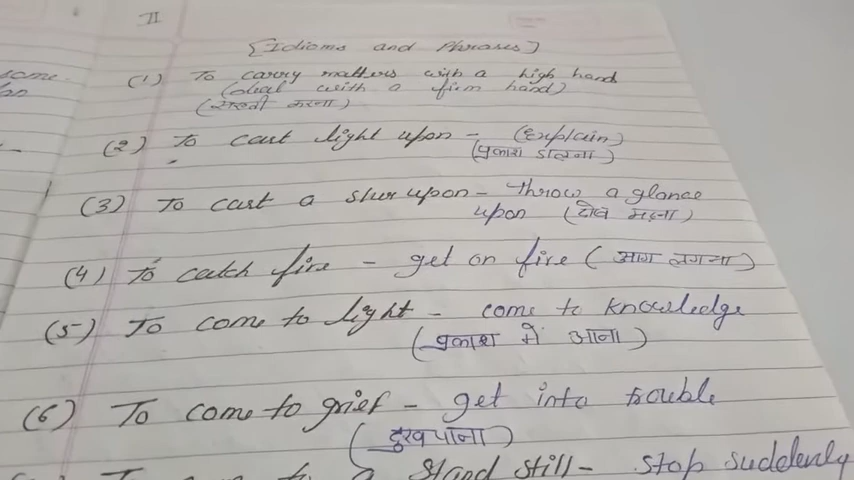 II
[Idioms and Phrases]
some.
(1) To carry matters with a high hand
(deal with a firm hand)
(सख्ती करना)
(2) To cast light upon - (Explain)
(प्रकाश डालना)
(3) To cast a slur upon - Throw a glance
upon (दोष मढ़ना)
(4) To catch fire - get on fire (आग लगना)
(5) To come to light - come to knowledge
(प्रकाश में आना)
(6) To come to grief - get into trouble
(दुःख पाना)
a stand still - stop suddenly